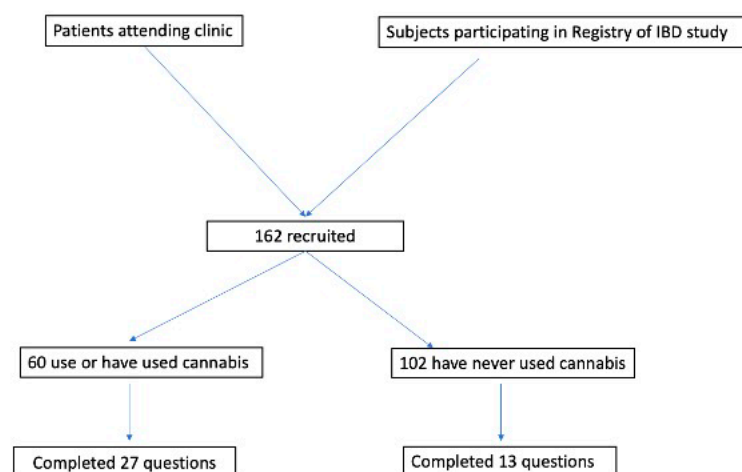 Patients attending clinic
Subjects participating in Registry of IBD study
162 recruited
60 use or have used cannabis
102 have never used cannabis
Completed 27 questions
Completed 13 questions